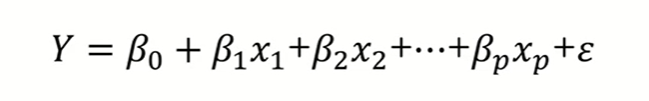 Y = β₀ + β₁x₁+β₂x₂+⋯+βₚxₚ+ε